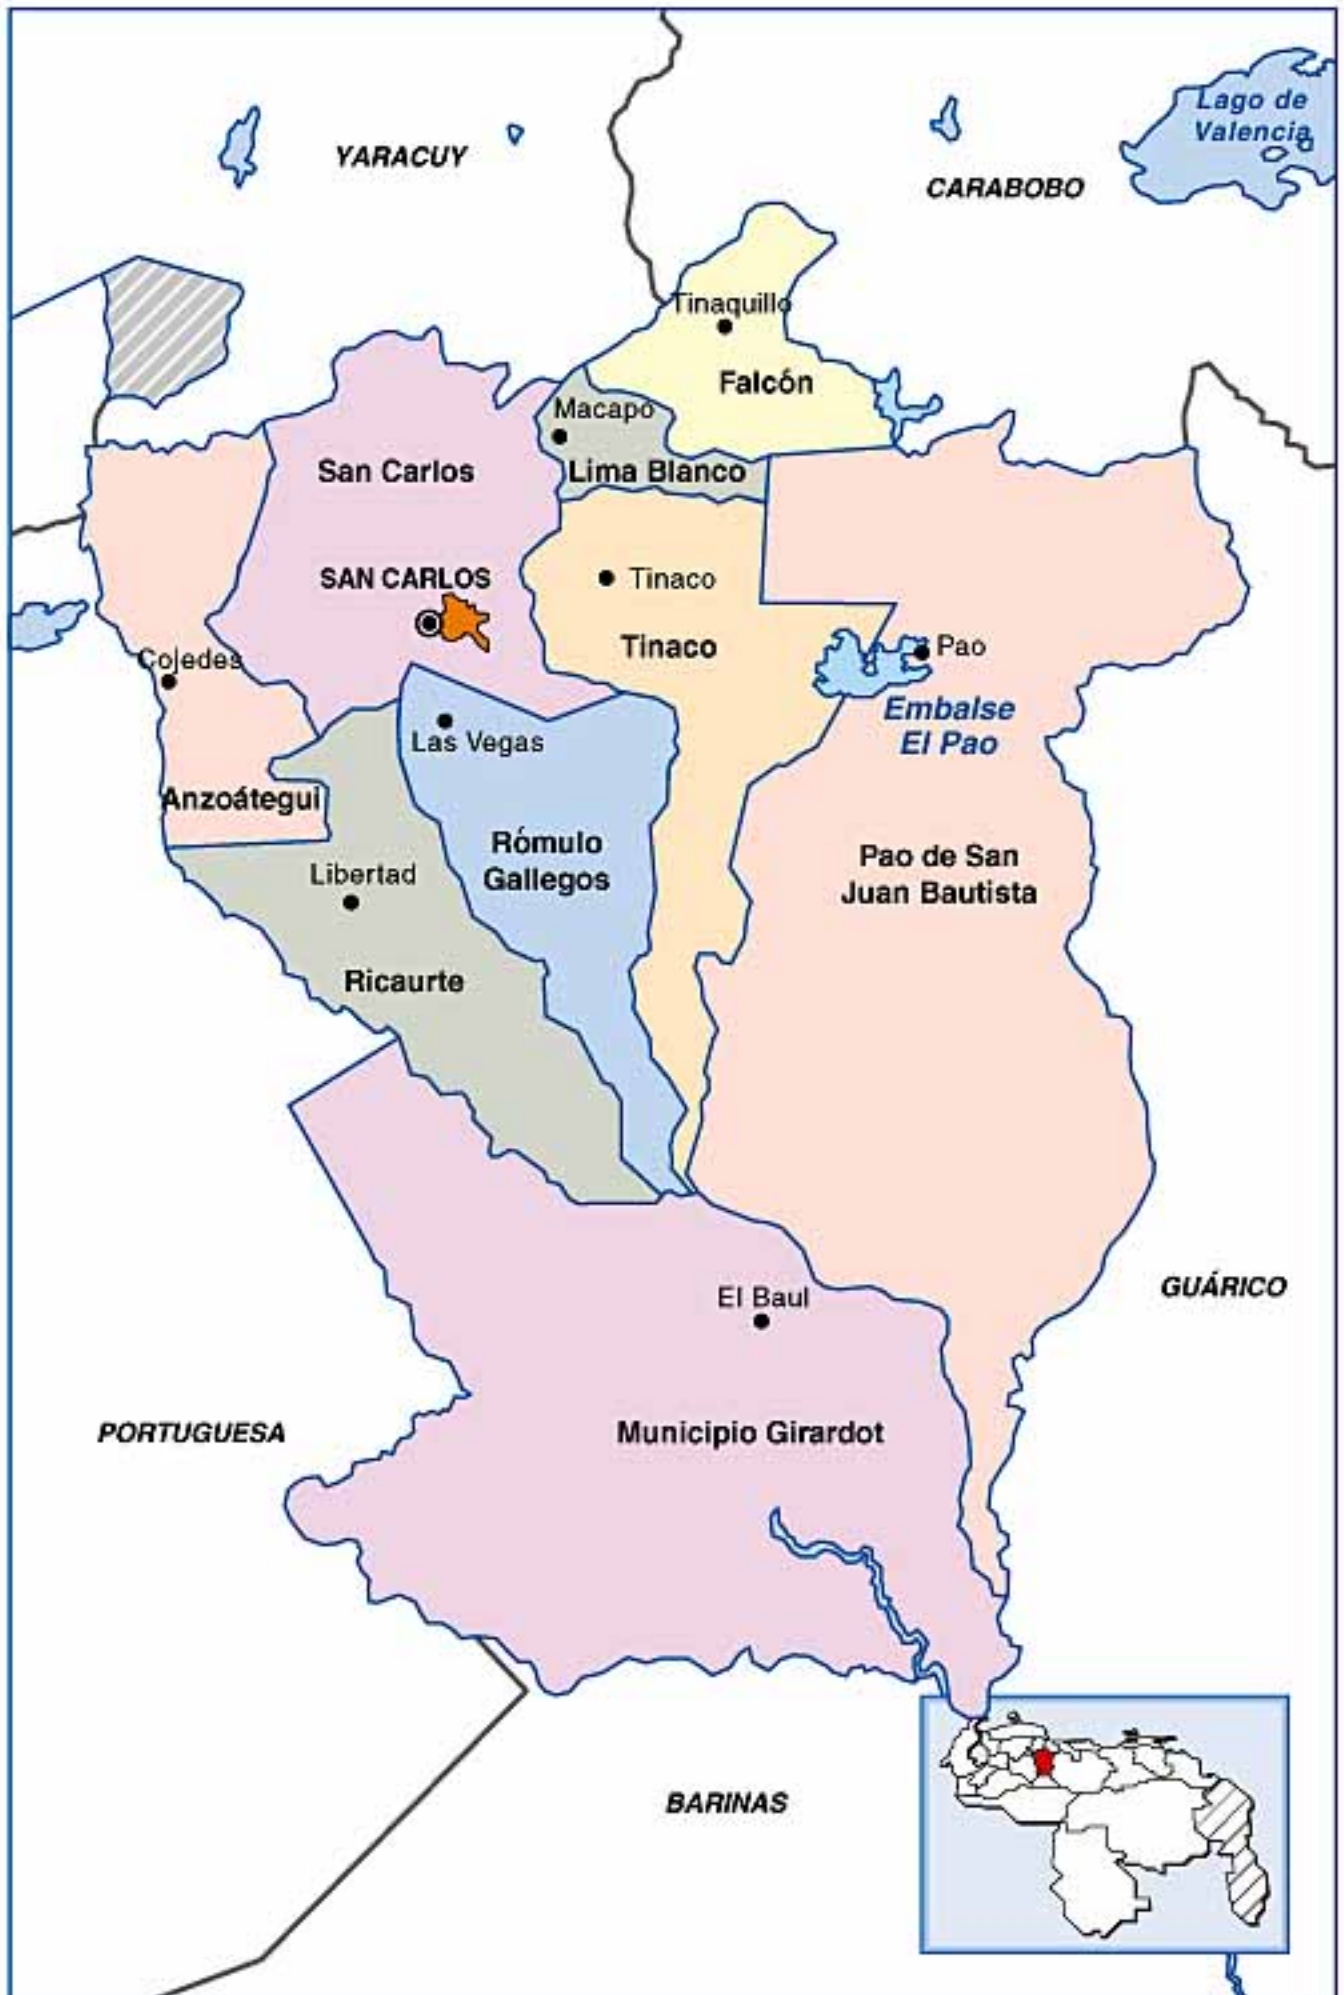 Lago de
Valencia
YARACUY
CARABOBO
Tinaquillo
Falcón
Macapo
San Carlos
Lima Blanco
SAN CARLOS
Tinaco
Tinaco
Pao
Cojedes
Embalse
El Pao
Las Vegas
Anzoátegui
Rómulo
Gallegos
Pao de San
Juan Bautista
Libertad
Ricaurte
GUÁRICO
El Baul
PORTUGUESA
Municipio Girardot
BARINAS